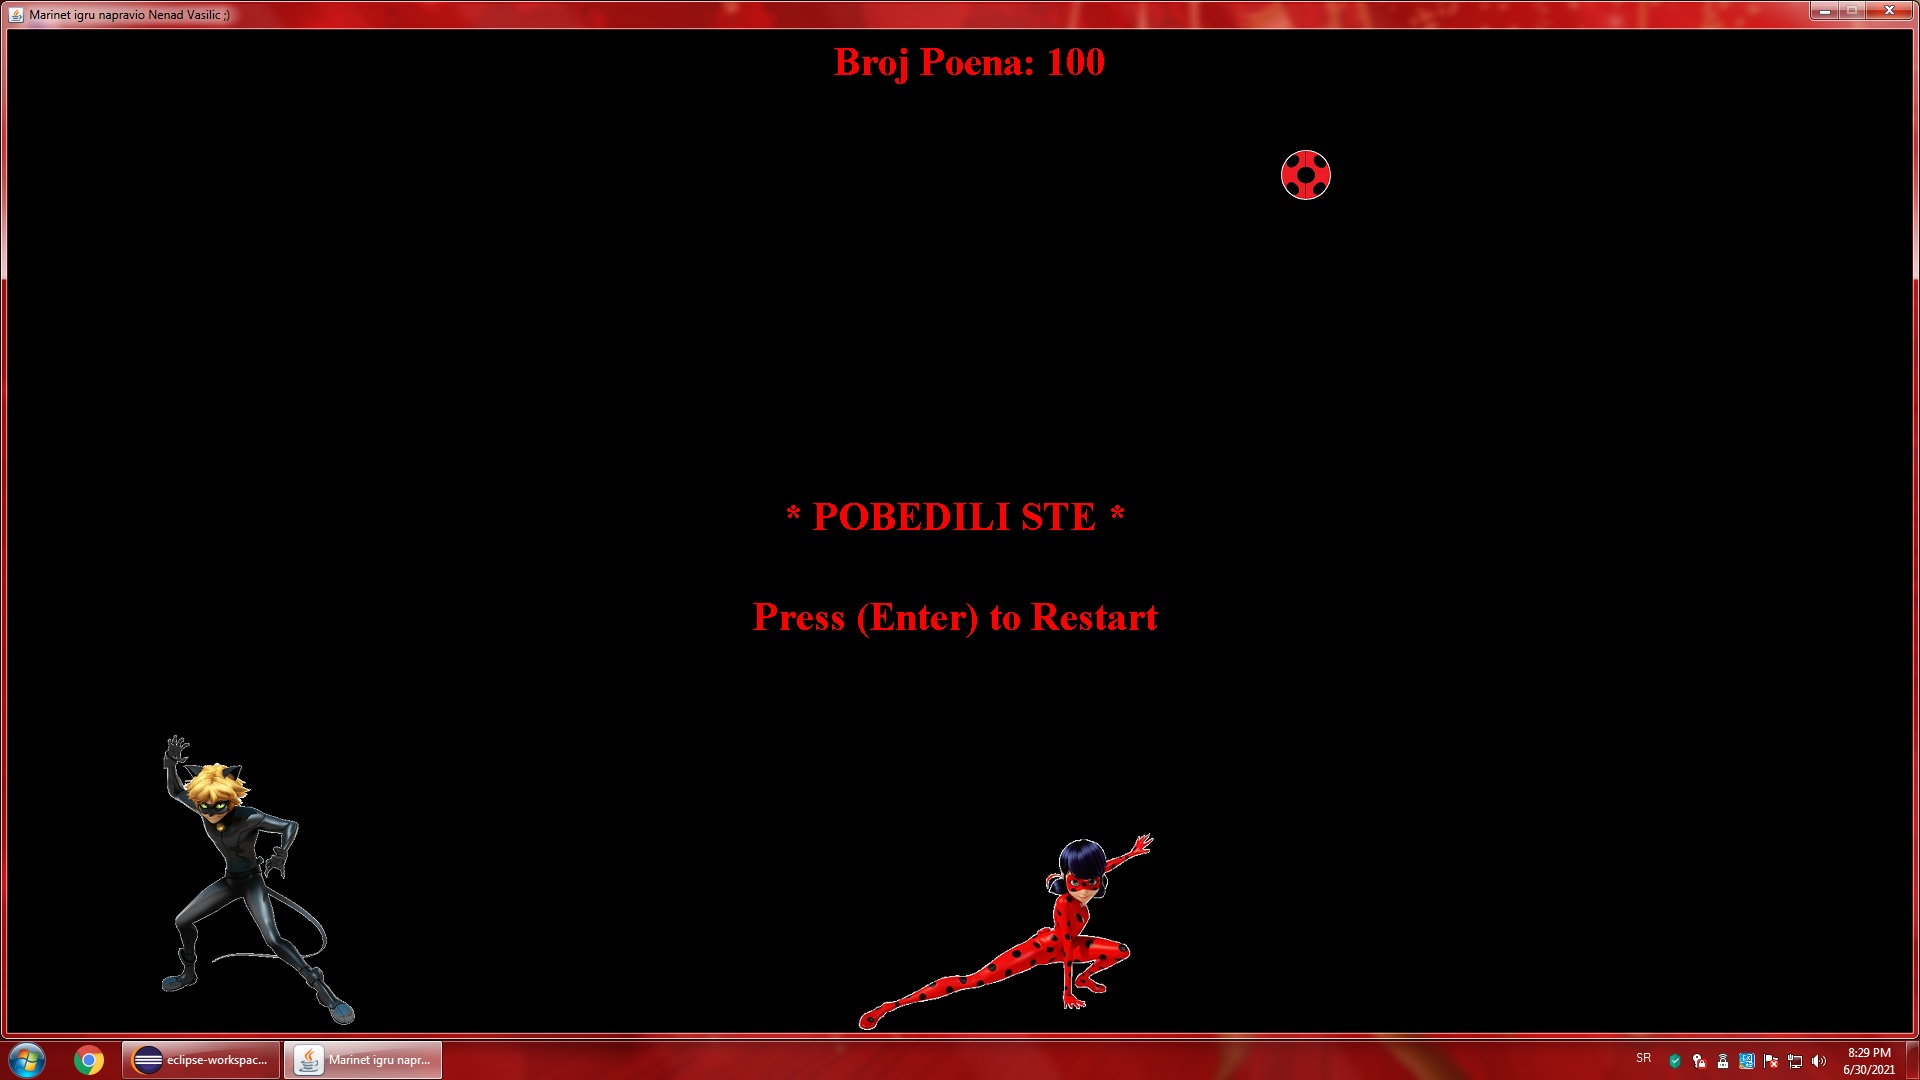 Marinet igru napravio Nenad Vasilic ;)
Broj Poena: 100
* POBEDILI STE *
Press (Enter) to Restart
eclipse-workspac...
Marinet igru napr...
SR
8:29 PM
6/30/2021